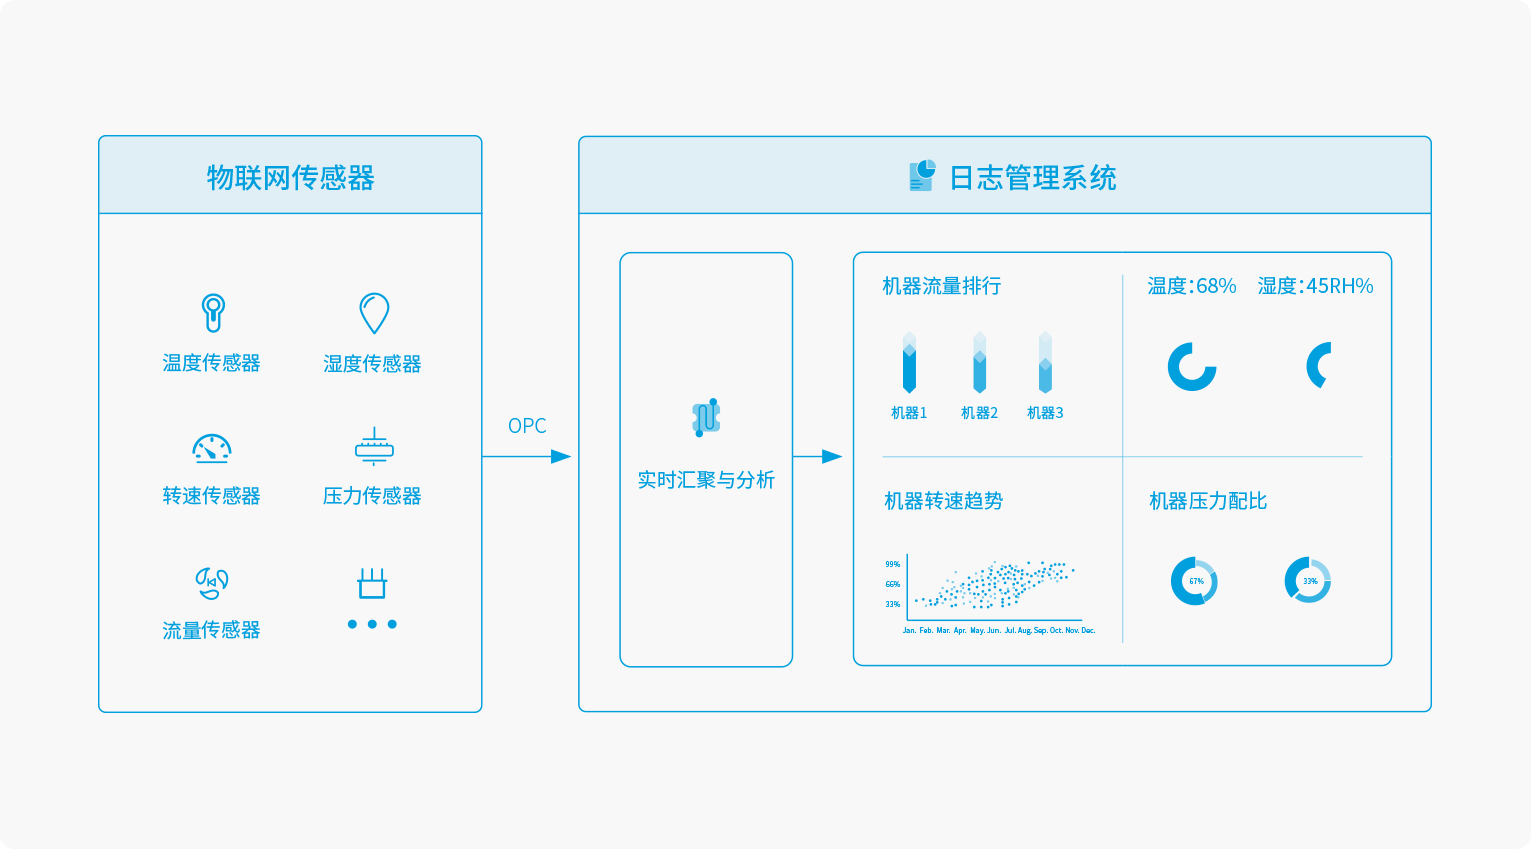 物联网传感器
温度传感器
湿度传感器
转速传感器
压力传感器
流量传感器
OPC
日志管理系统
实时汇聚与分析
机器流量排行
机器1
机器2
机器3
温度：68%
湿度：45RH%
机器转速趋势
99%
66%
33%
Jan. Feb. Mar. Apr. May. Jun. Jul. Aug. Sep. Oct. Nov. Dec.
机器压力配比
67%
33%